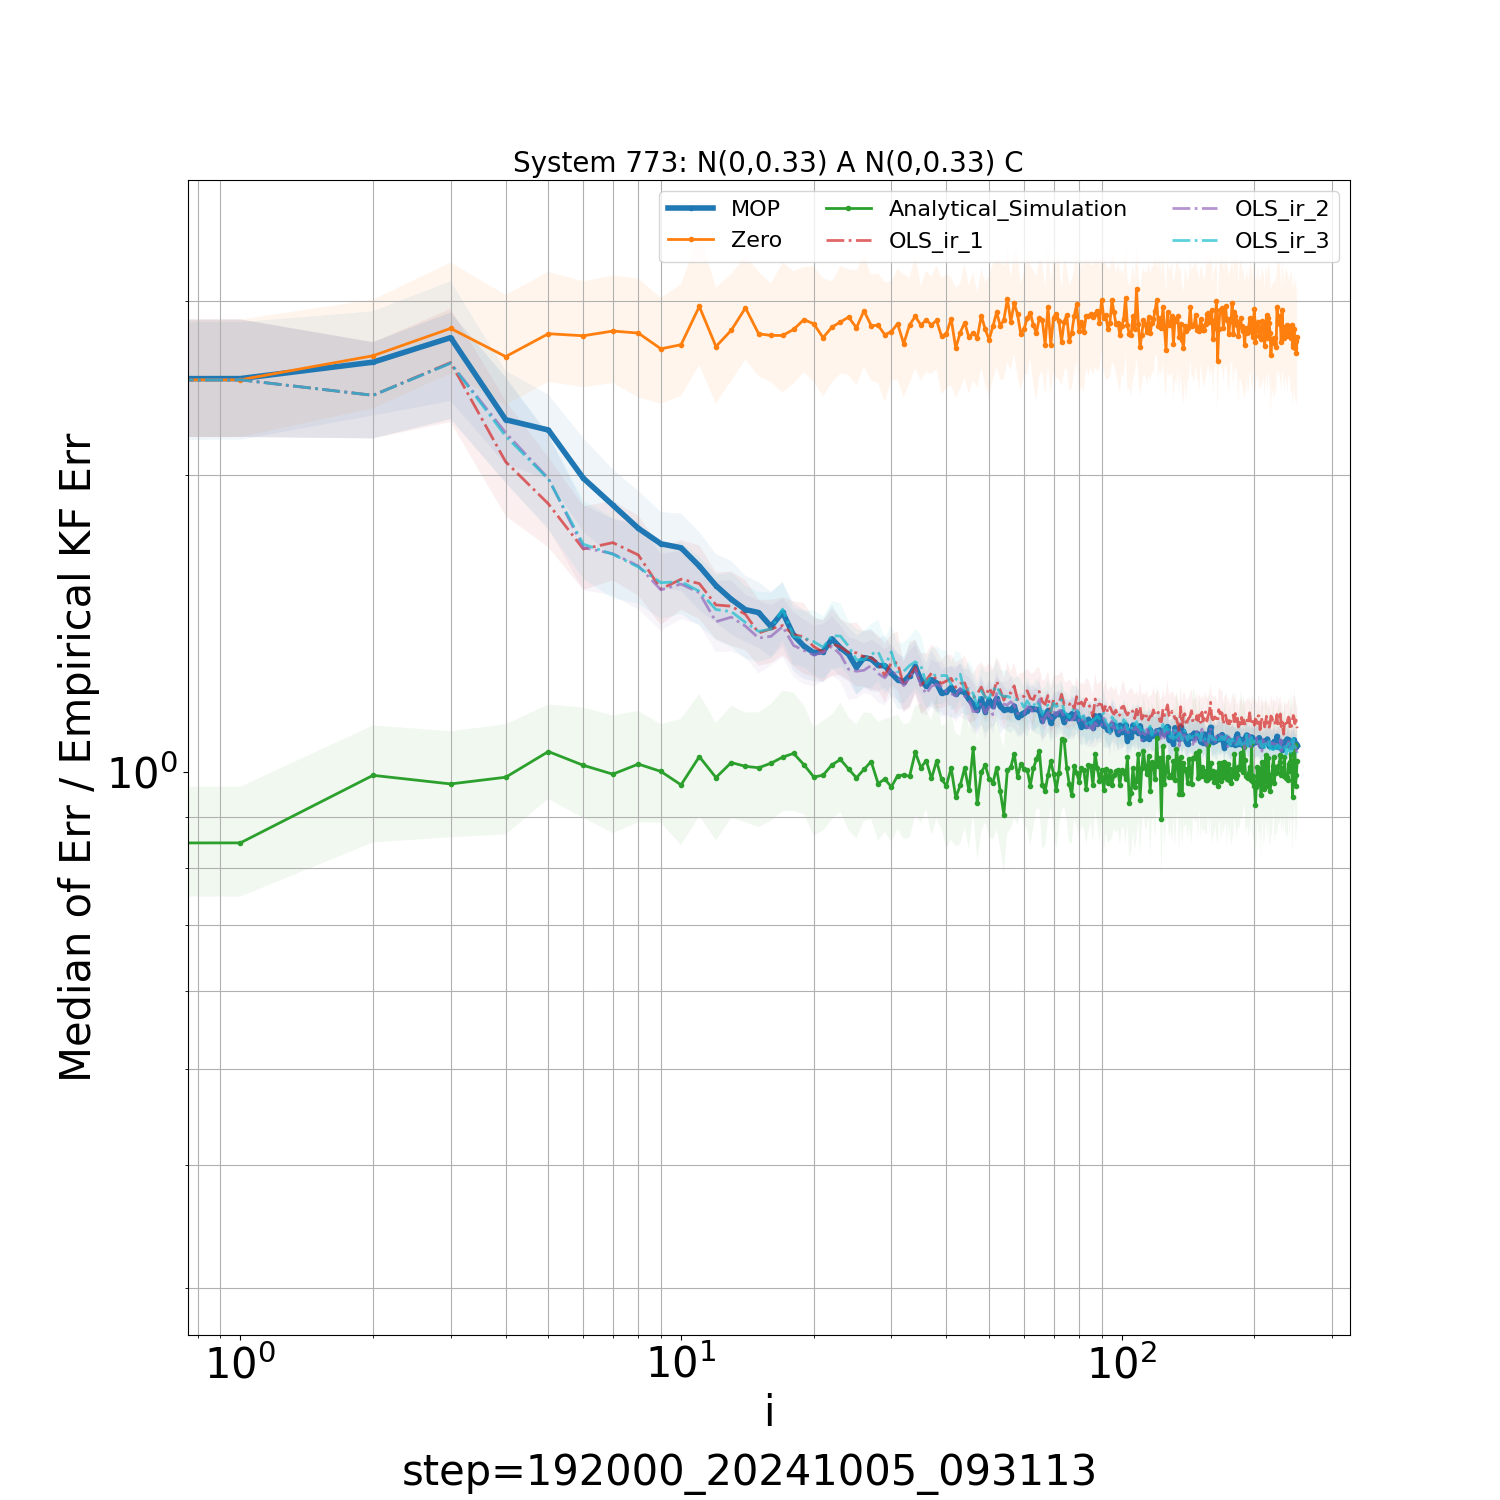 System 773: N(0,0.33) A N(0,0.33) C
MOP
Zero
Analytical_Simulation
OLS_ir_1
OLS_ir_2
OLS_ir_3
Median of Err / Empirical KF Err
10⁰
10⁰
10¹
10²
i
step=192000_20241005_093113